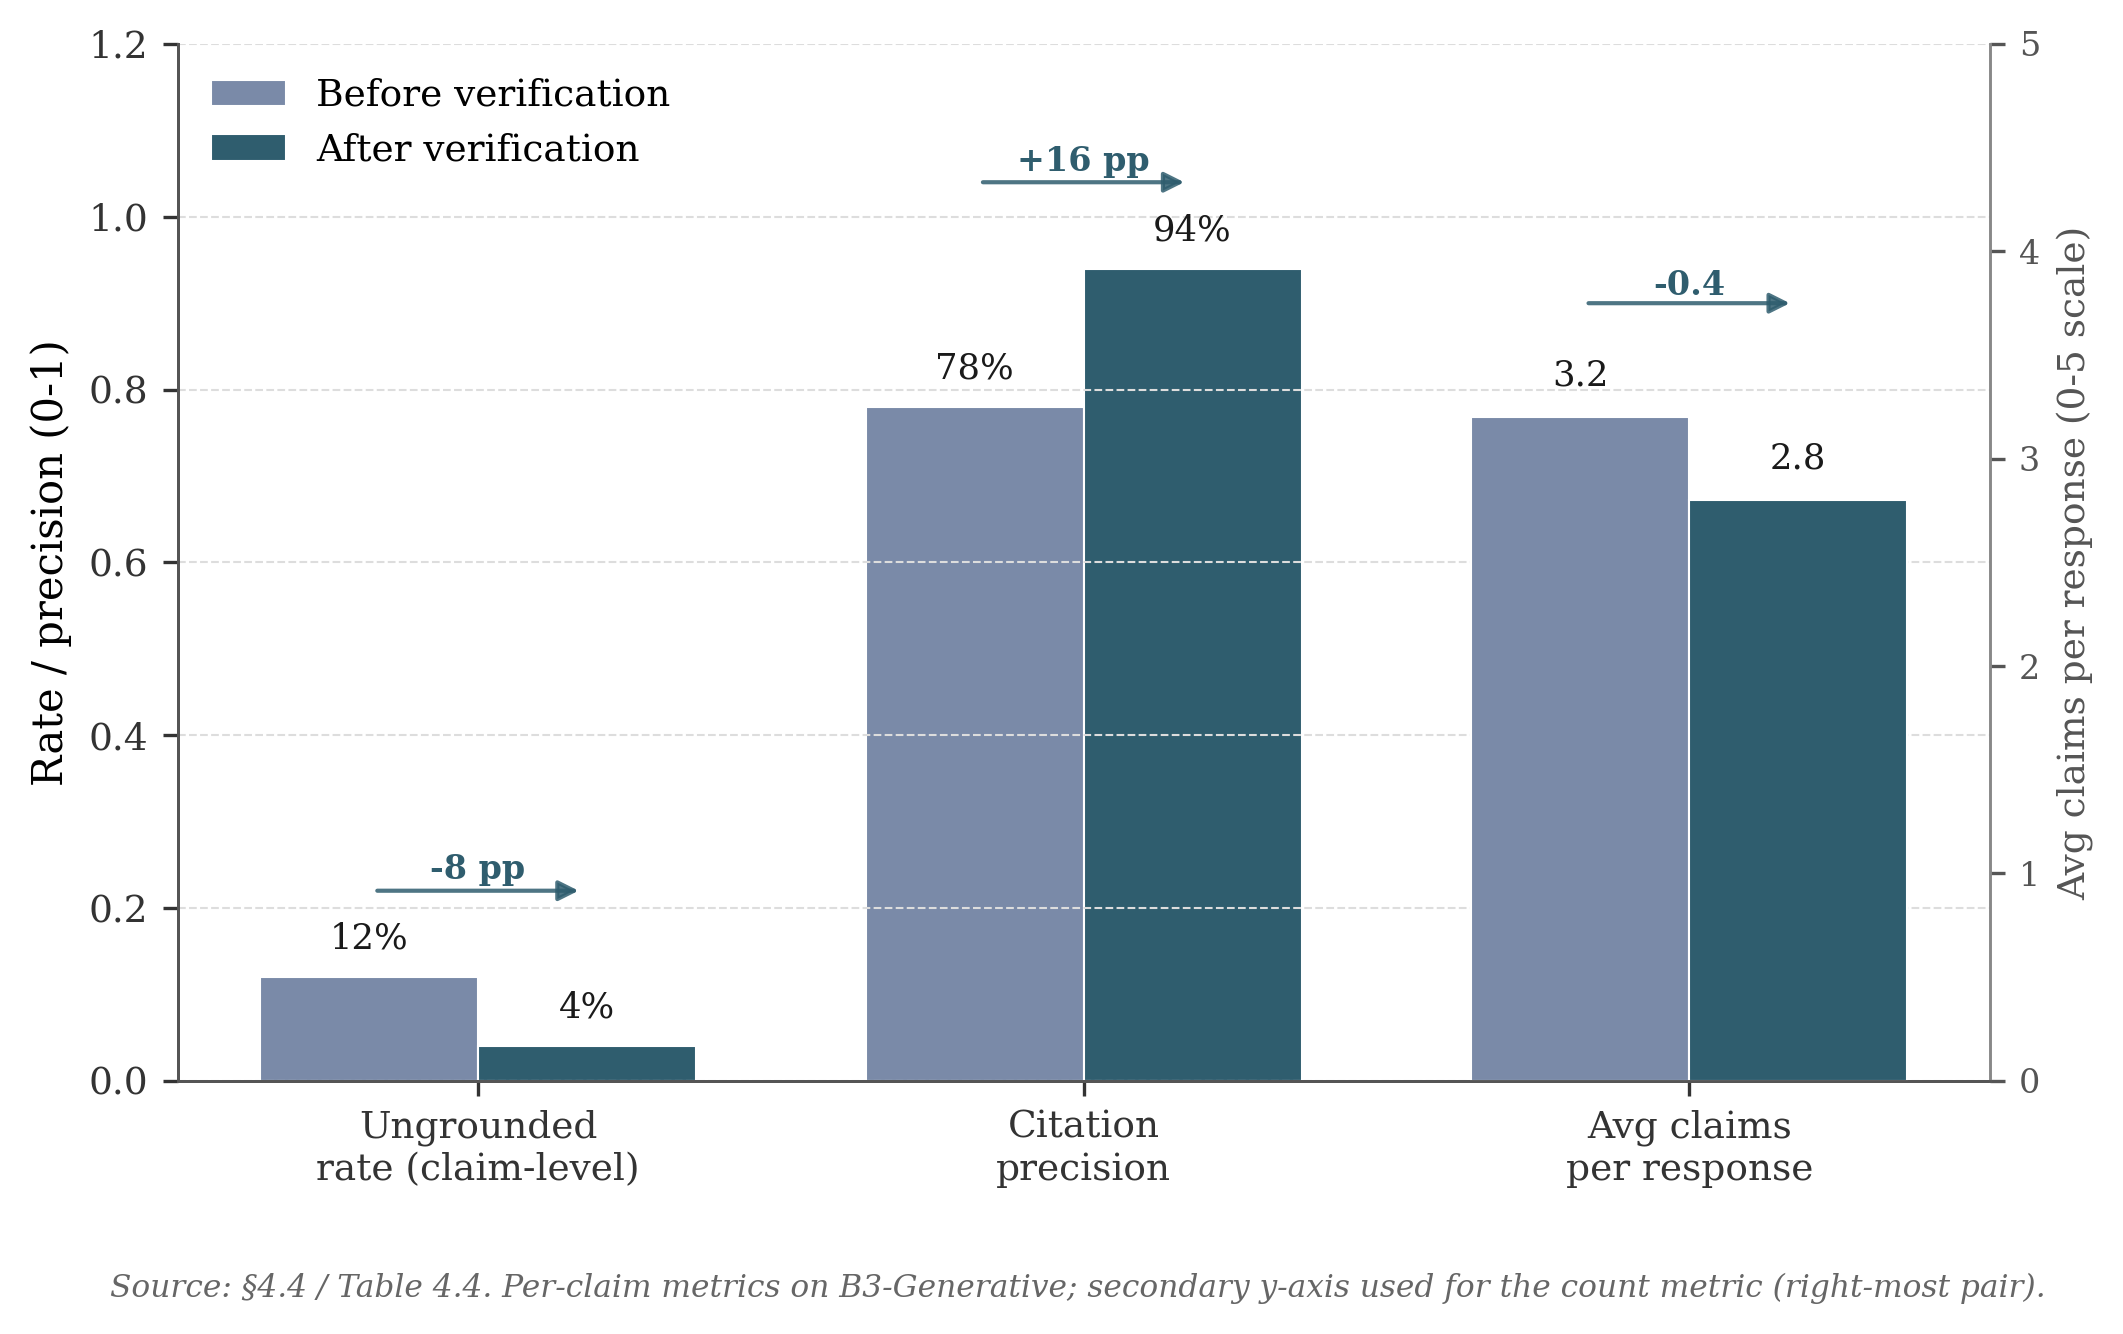 1.2
1.0
0.8
0.6
0.4
0.2
0.0
Rate / precision (0-1)
Before verification
After verification
-8 pp
12%
4%
+16 pp
78%
94%
-0.4
3.2
2.8
5
4
3
2
1
0
Avg claims per response (0-5 scale)
Ungrounded
rate (claim-level)
Citation
precision
Avg claims
per response
Source: §4.4 / Table 4.4. Per-claim metrics on B3-Generative; secondary y-axis used for the count metric (right-most pair).